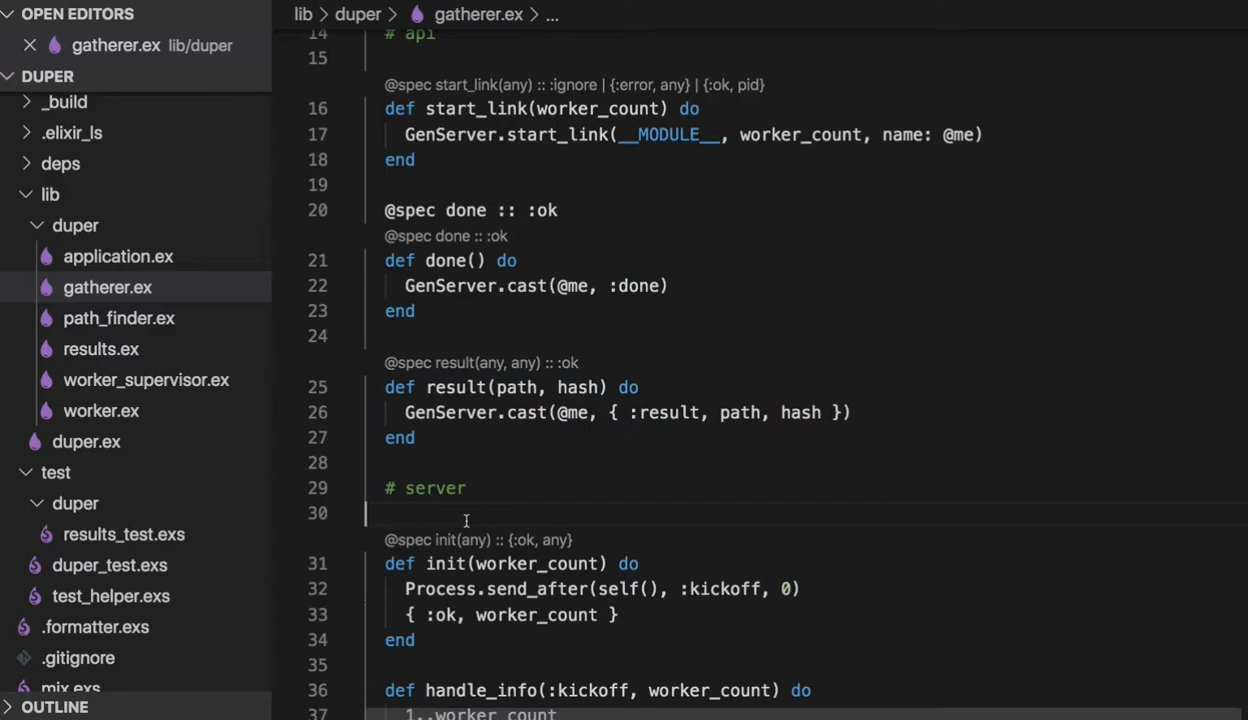 OPEN EDITORS
gatherer.ex lib/duper
DUPER
_build
.elixir_ls
deps
lib
duper
application.ex
gatherer.ex
path_finder.ex
results.ex
worker_supervisor.ex
worker.ex
duper.ex
test
duper
results_test.exs
duper_test.exs
test_helper.exs
.formatter.exs
.gitignore
mix.exs
OUTLINE
lib > duper > gatherer.ex > ...
14 # api
15
@spec start_link(any) :: :ignore | {:error, any} | {:ok, pid}
16 def start_link(worker_count) do
17 GenServer.start_link(__MODULE__, worker_count, name: @me)
18 end
19
20 @spec done :: :ok
@spec done :: :ok
21 def done() do
22 GenServer.cast(@me, :done)
23 end
24
@spec result(any, any) :: :ok
25 def result(path, hash) do
26 GenServer.cast(@me, { :result, path, hash })
27 end
28
29 # server
30
@spec init(any) :: {:ok, any}
31 def init(worker_count) do
32 Process.send_after(self(), :kickoff, 0)
33 { :ok, worker_count }
34 end
35
36 def handle_info(:kickoff, worker_count) do
37 1..worker_count